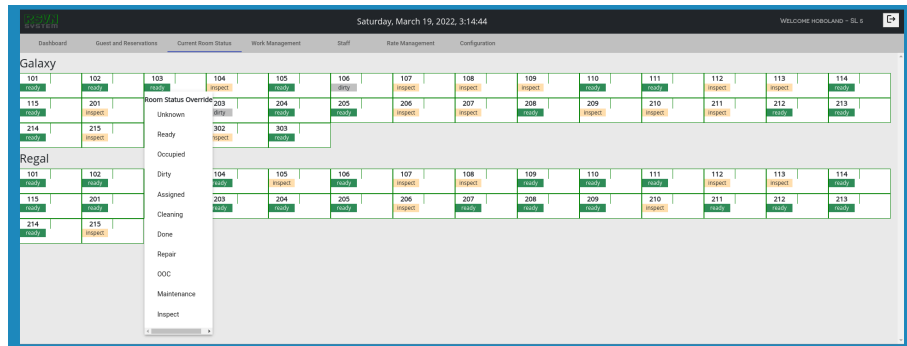 RSVN
SYSTEM
Saturday, March 19, 2022, 3:14:44
Welcome hoboland - SL 6
Dashboard Guest and Reservations Current Room Status Work Management Staff Rate Management Configuration
Galaxy
101 102 103 104 105 106 107 108 109 110 111 112 113 114
ready ready ready inspect ready dirty inspect inspect inspect ready ready inspect inspect ready
115 201 203 204 205 206 207 208 209 210 211 212 213
ready inspect dirty ready ready inspect inspect ready inspect inspect inspect ready ready
214 215 302 303
ready inspect inspect ready
Room Status Override
Unknown
Ready
Occupied
Dirty
Assigned
Cleaning
Done
Repair
OOC
Maintenance
Inspect
Regal
101 102 104 105 106 107 108 109 110 111 112 113 114
ready ready ready inspect ready inspect inspect ready ready ready inspect inspect ready
115 201 203 204 205 206 207 208 209 210 211 212 213
ready ready ready ready ready inspect ready ready ready inspect ready ready ready
214 215
ready inspect